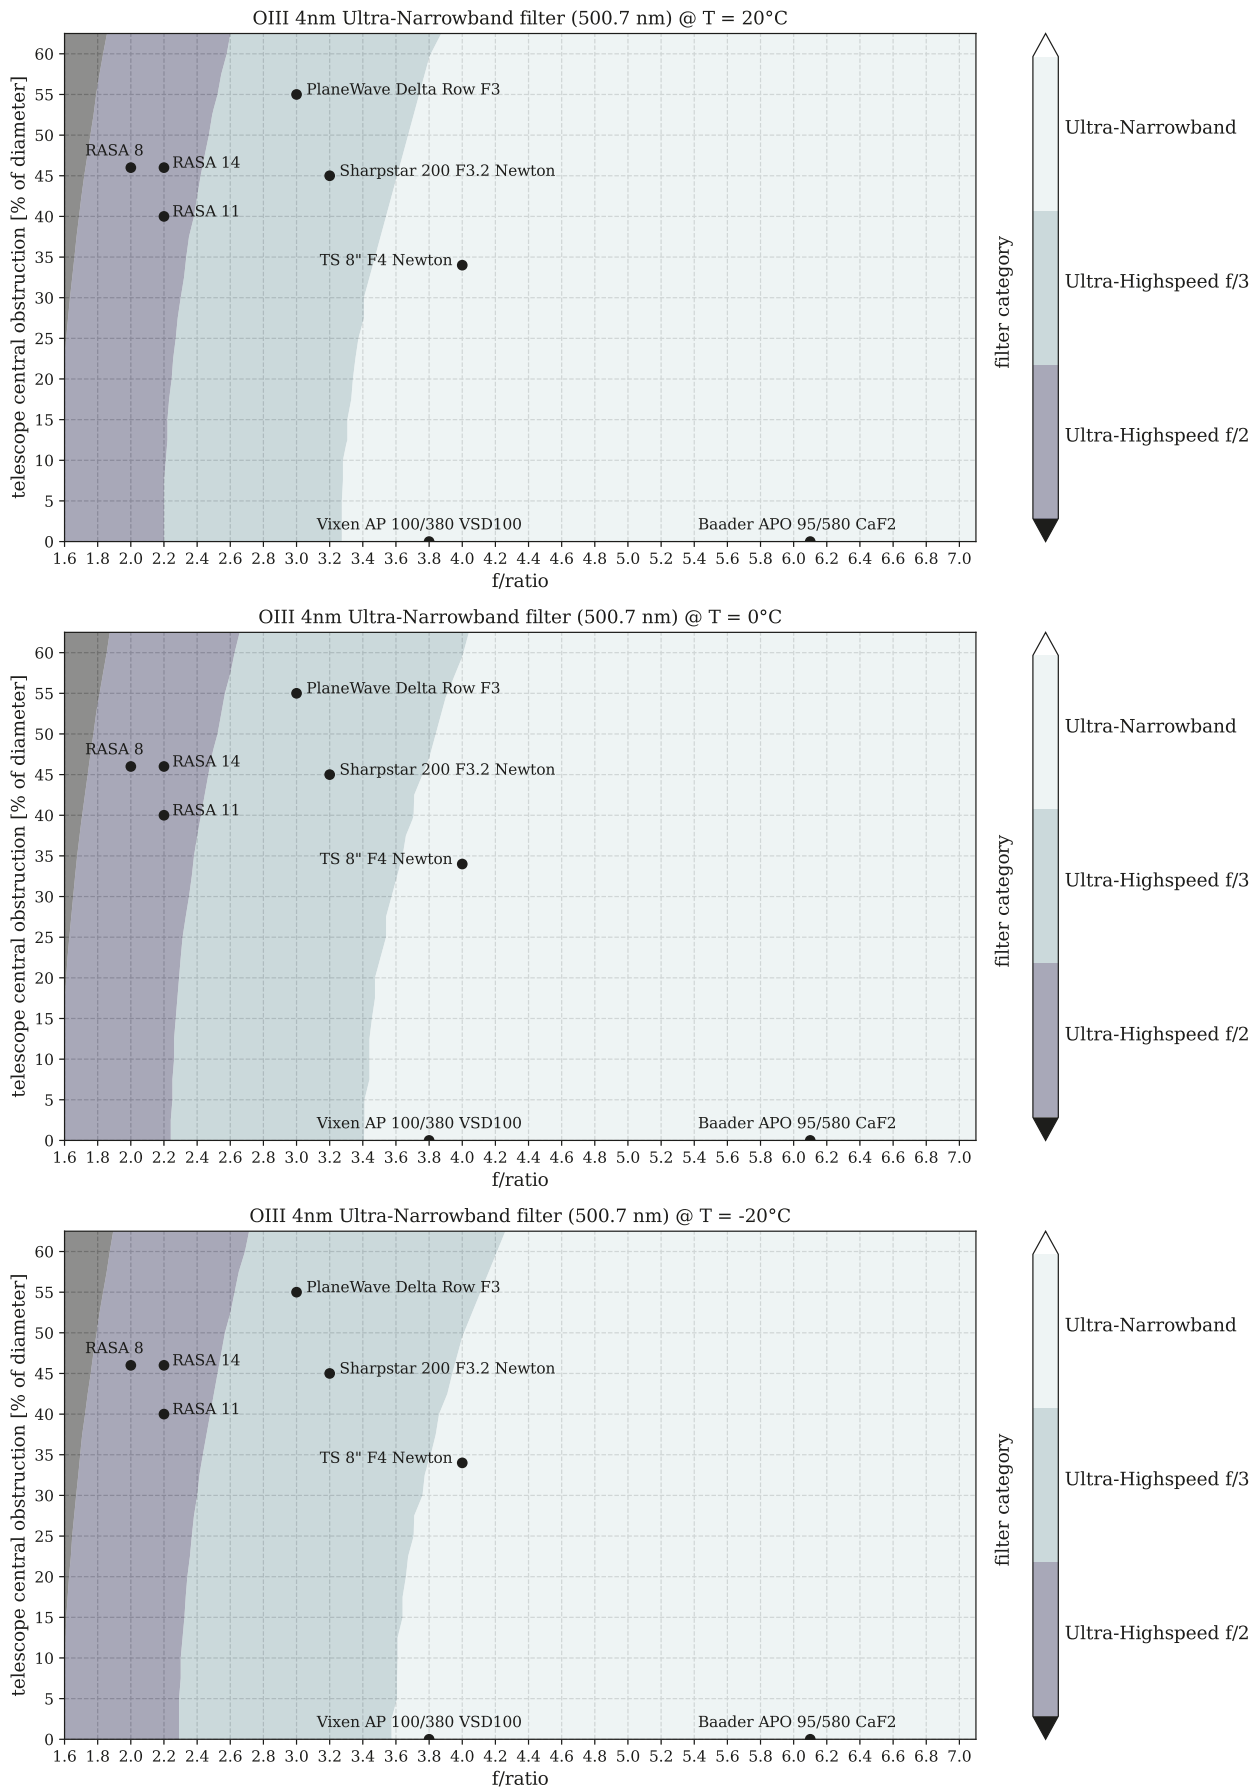 OIII 4nm Ultra-Narrowband filter (500.7 nm) @ T = 20°C
telescope central obstruction [% of diameter]
60
55
50
45
40
35
30
25
20
15
10
5
0
PlaneWave Delta Row F3
RASA 8
RASA 14
Sharpstar 200 F3.2 Newton
RASA 11
TS 8" F4 Newton
Vixen AP 100/380 VSD100
Baader APO 95/580 CaF2
1.6 1.8 2.0 2.2 2.4 2.6 2.8 3.0 3.2 3.4 3.6 3.8 4.0 4.2 4.4 4.6 4.8 5.0 5.2 5.4 5.6 5.8 6.0 6.2 6.4 6.6 6.8 7.0
f/ratio
filter category
Ultra-Narrowband
Ultra-Highspeed f/3
Ultra-Highspeed f/2
OIII 4nm Ultra-Narrowband filter (500.7 nm) @ T = 0°C
telescope central obstruction [% of diameter]
60
55
50
45
40
35
30
25
20
15
10
5
0
PlaneWave Delta Row F3
RASA 8
RASA 14
Sharpstar 200 F3.2 Newton
RASA 11
TS 8" F4 Newton
Vixen AP 100/380 VSD100
Baader APO 95/580 CaF2
1.6 1.8 2.0 2.2 2.4 2.6 2.8 3.0 3.2 3.4 3.6 3.8 4.0 4.2 4.4 4.6 4.8 5.0 5.2 5.4 5.6 5.8 6.0 6.2 6.4 6.6 6.8 7.0
f/ratio
filter category
Ultra-Narrowband
Ultra-Highspeed f/3
Ultra-Highspeed f/2
OIII 4nm Ultra-Narrowband filter (500.7 nm) @ T = -20°C
telescope central obstruction [% of diameter]
60
55
50
45
40
35
30
25
20
15
10
5
0
PlaneWave Delta Row F3
RASA 8
RASA 14
Sharpstar 200 F3.2 Newton
RASA 11
TS 8" F4 Newton
Vixen AP 100/380 VSD100
Baader APO 95/580 CaF2
1.6 1.8 2.0 2.2 2.4 2.6 2.8 3.0 3.2 3.4 3.6 3.8 4.0 4.2 4.4 4.6 4.8 5.0 5.2 5.4 5.6 5.8 6.0 6.2 6.4 6.6 6.8 7.0
f/ratio
filter category
Ultra-Narrowband
Ultra-Highspeed f/3
Ultra-Highspeed f/2